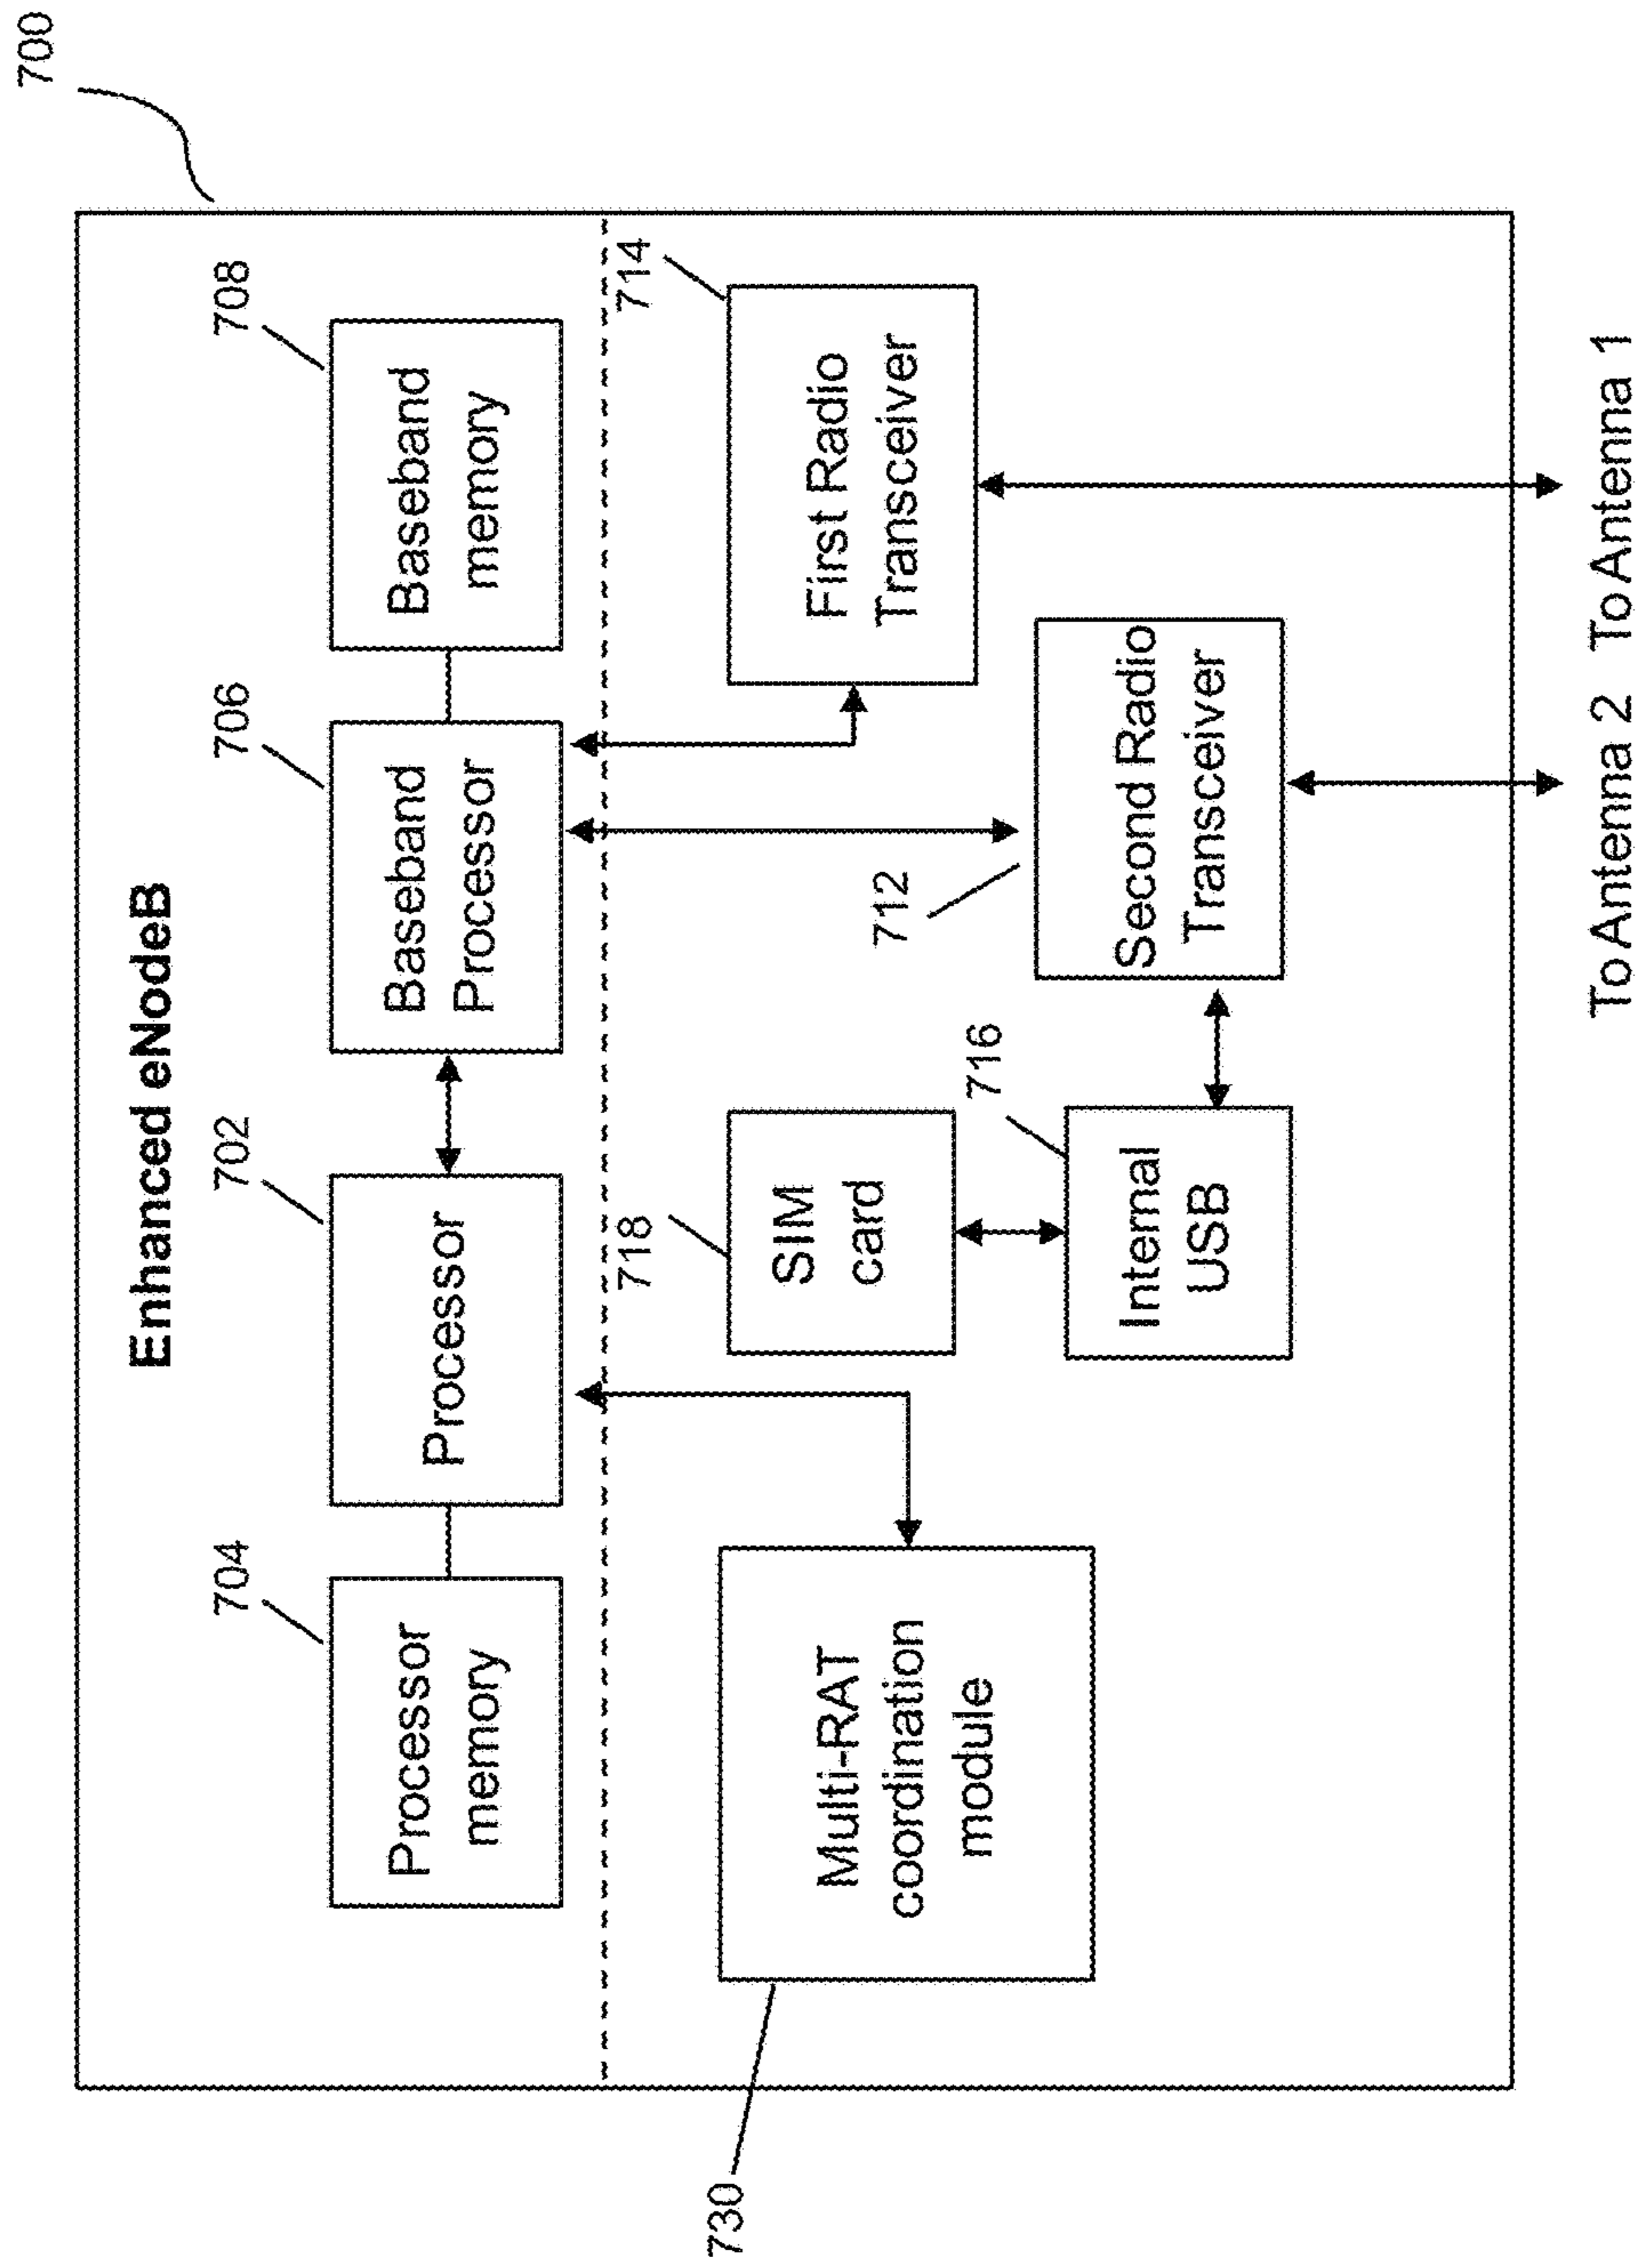 700
Enhanced eNodeB
704
702
706
708
Processor
memory
Processor
Baseband
Processor
Baseband
memory
730
718
712
714
Multi-RAT
coordination
module
SIM
card
First Radio
Transceiver
716
Internal
USB
Second Radio
Transceiver
To Antenna 2
To Antenna 1